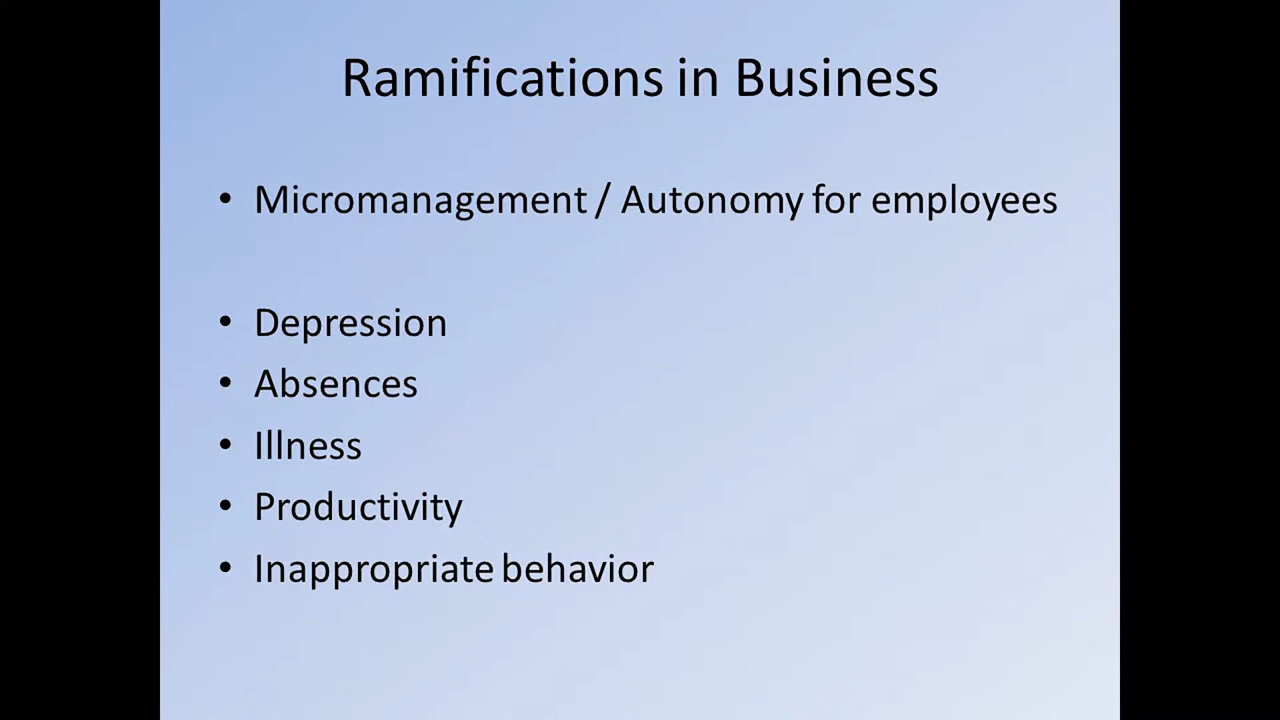 Ramifications in Business
• Micromanagement / Autonomy for employees
• Depression
• Absences
• Illness
• Productivity
• Inappropriate behavior